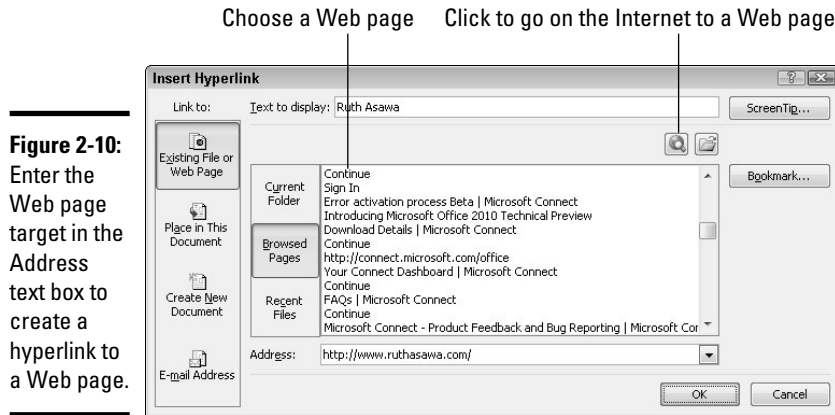 Choose a Web page
Click to go on the Internet to a Web page
Figure 2-10:
Enter the
Web page
target in the
Address
text box to
create a
hyperlink to
a Web page.
Insert Hyperlink
Link to:
Text to display: Ruth Asawa
ScreenTip...
Existing File or
Web Page
Place in This
Document
Create New
Document
E-mail Address
Current
Folder
Browsed
Pages
Recent
Files
Continue
Sign In
Error activation process Beta | Microsoft Connect
Introducing Microsoft Office 2010 Technical Preview
Download Details | Microsoft Connect
Continue
http://connect.microsoft.com/office
Your Connect Dashboard | Microsoft Connect
Continue
FAQs | Microsoft Connect
Continue
Microsoft Connect - Product Feedback and Bug Reporting | Microsoft Cor
Bookmark...
Address: http://www.ruthasawa.com/
OK
Cancel